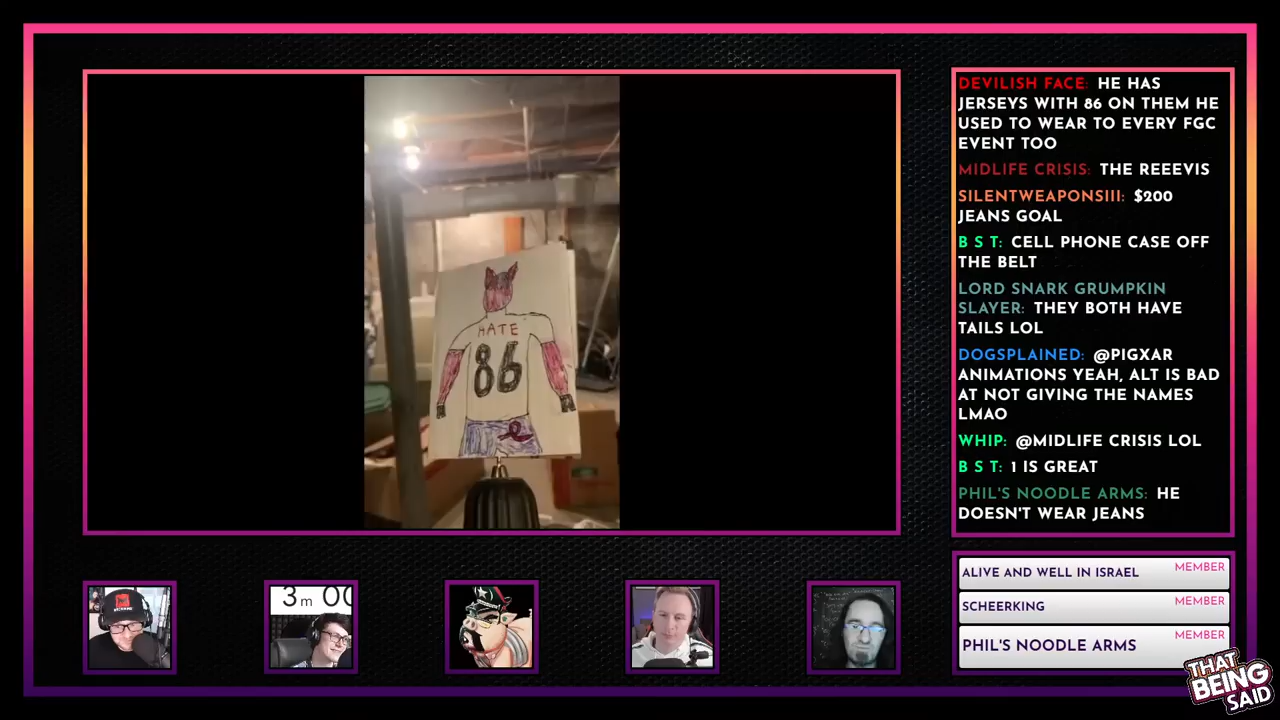 HATE
86
DEVILISH FACE: HE HAS
JERSEYS WITH 86 ON THEM HE
USED TO WEAR TO EVERY FGC
EVENT TOO
MIDLIFE CRISIS: THE REEEVIS
SILENTWEAPONSIII: $200
JEANS GOAL
B S T: CELL PHONE CASE OFF
THE BELT
LORD SNARK GRUMPKIN
SLAYER: THEY BOTH HAVE
TAILS LOL
DOGSPLAINED: @PIGXAR
ANIMATIONS YEAH, ALT IS BAD
AT NOT GIVING THE NAMES
LMAO
WHIP: @MIDLIFE CRISIS LOL
B S T: 1 IS GREAT
PHIL'S NOODLE ARMS: HE
DOESN'T WEAR JEANS
3m 00
ALIVE AND WELL IN ISRAEL MEMBER
SCHEERKING MEMBER
PHIL'S NOODLE ARMS MEMBER
THAT
BEING
SAID